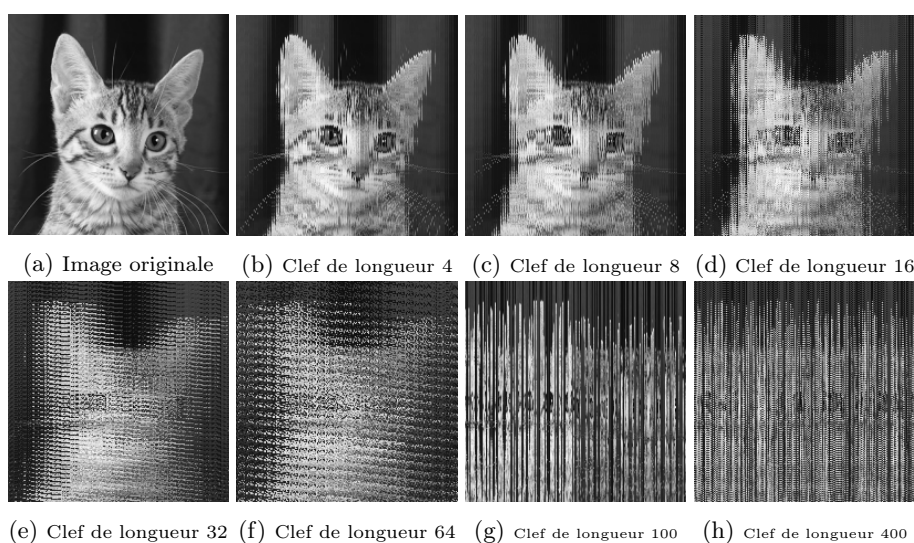 (a) Image originale (b) Clef de longueur 4 (c) Clef de longueur 8 (d) Clef de longueur 16
(e) Clef de longueur 32 (f) Clef de longueur 64 (g) Clef de longueur 100 (h) Clef de longueur 400